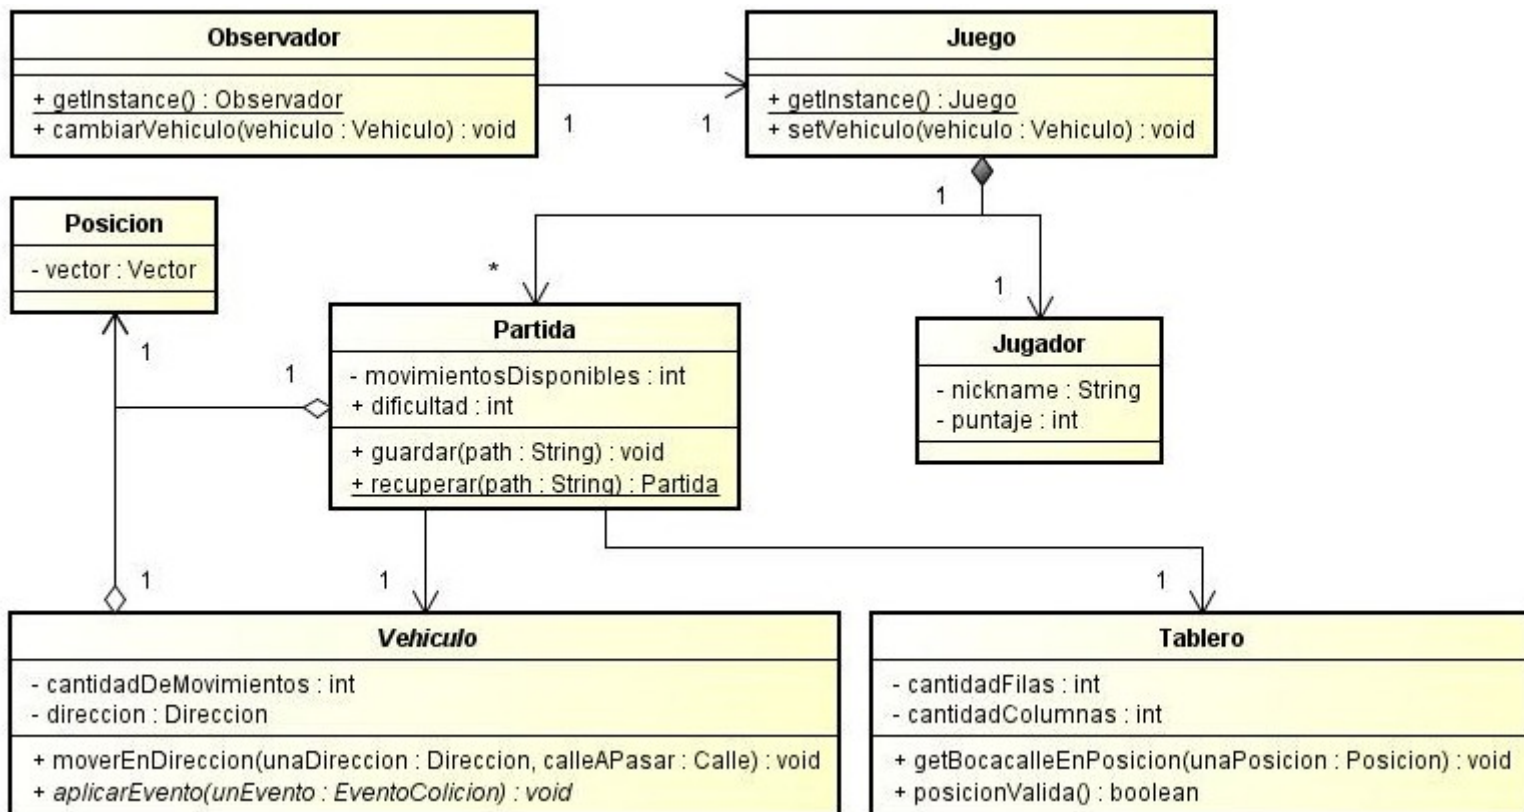 Observador
+ getInstance() : Observador
+ cambiarVehiculo(vehiculo : Vehiculo) : void
1
1
Juego
+ getInstance() : Juego
+ setVehiculo(vehiculo : Vehiculo) : void
1
*
1
Posicion
- vector : Vector
1
1
Partida
- movimientosDisponibles : int
+ dificultad : int
+ guardar(path : String) : void
+ recuperar(path : String) : Partida
Jugador
- nickname : String
- puntaje : int
1
1
1
Vehiculo
- cantidadDeMovimientos : int
- direccion : Direccion
+ moverEnDireccion(unaDireccion : Direccion, calleAPasar : Calle) : void
+ aplicarEvento(unEvento : EventoColicion) : void
Tablero
- cantidadFilas : int
- cantidadColumnas : int
+ getBocacalleEnPosicion(unaPosicion : Posicion) : void
+ posicionValida() : boolean